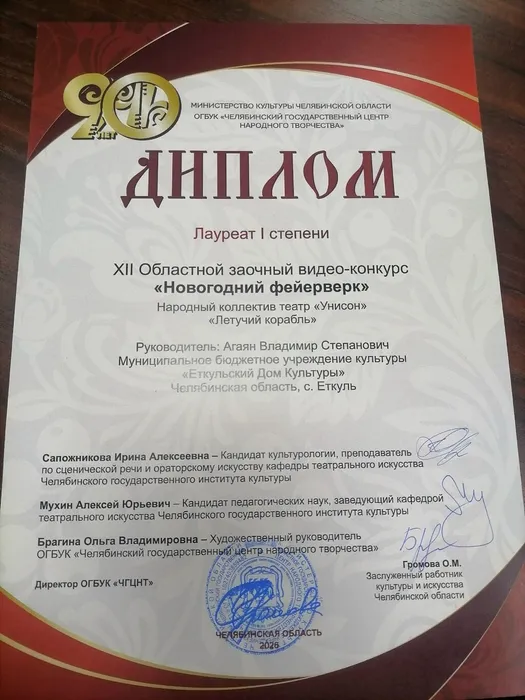 90 ЛЕТ
МИНИСТЕРСТВО КУЛЬТУРЫ ЧЕЛЯБИНСКОЙ ОБЛАСТИ
ОГБУК «ЧЕЛЯБИНСКИЙ ГОСУДАРСТВЕННЫЙ ЦЕНТР
НАРОДНОГО ТВОРЧЕСТВА»
ДИПЛОМ
Лауреат I степени
XII Областной заочный видео-конкурс
«Новогодний фейерверк»
Народный коллектив театр «Унисон»
«Летучий корабль»
Руководитель: Агаян Владимир Степанович
Муниципальное бюджетное учреждение культуры
«Еткульский Дом Культуры»
Челябинская область, с. Еткуль
Сапожникова Ирина Алексеевна – Кандидат культурологии, преподаватель
по сценической речи и ораторскому искусству кафедры театрального искусства
Челябинского государственного института культуры
Мухин Алексей Юрьевич – Кандидат педагогических наук, заведующий кафедрой
театрального искусства Челябинского государственного института культуры
Брагина Ольга Владимировна – Художественный руководитель
ОГБУК «Челябинский государственный центр народного творчества»
Директор ОГБУК «ЧГЦНТ»
Громова О.М.
Заслуженный работник
культуры и искусства
Челябинской области
ЧЕЛЯБИНСКАЯ ОБЛАСТЬ
2026